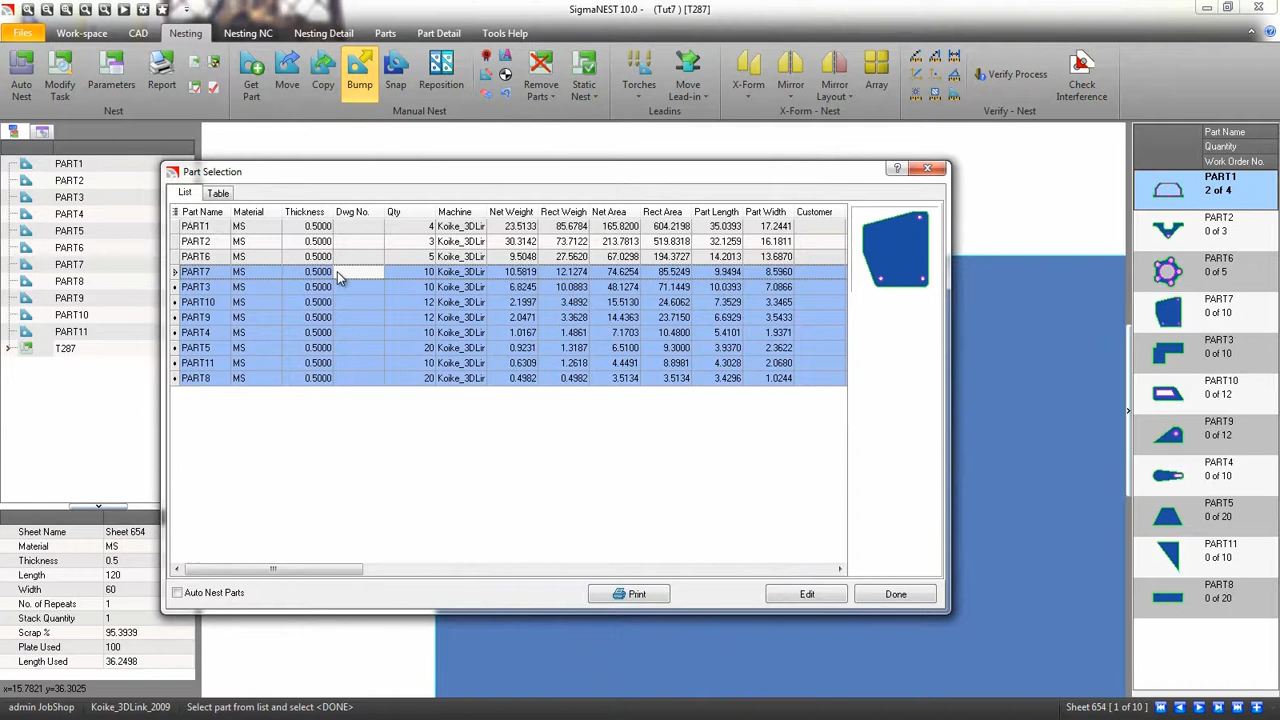 SigmaNEST 10.0 - (Tut7 ) [T287]
Files Work-space CAD Nesting Nesting NC Nesting Detail Parts Part Detail Tools Help
Auto Nest
Modify Task
Parameters
Report
Get Part
Move
Copy
Bump
Snap
Reposition
Remove Parts
Static Nest
Torches
Move Lead-in
X-Form
Mirror
Mirror Layout
Array
Verify Process
Check Interference
Nest Manual Nest Leadins X-Form - Nest Verify - Nest
PART1
PART2
PART3
PART4
PART5
PART6
PART7
PART8
PART9
PART10
PART11
T287
Sheet Name Sheet 654
Material MS
Thickness 0.5
Length 120
Width 60
No. of Repeats 1
Stack Quantity 1
Scrap % 95.3939
Plate Used 100
Length Used 36.2498
x=15.7821 y=36.3025
Part Selection
List Table
Part Name Material Thickness Dwg No. Qty Machine Net Weight Rect Weigh Net Area Rect Area Part Length Part Width Customer
PART1 MS 0.5000 4 Koike_3DLir 23.5133 85.6784 165.8200 604.2198 35.0393 17.2441
PART2 MS 0.5000 3 Koike_3DLir 30.3142 73.7122 213.7813 519.8318 32.1259 16.1811
PART6 MS 0.5000 5 Koike_3DLir 9.5048 27.5620 67.0298 194.3727 14.2013 13.6870
PART7 MS 0.5000 10 Koike_3DLir 10.5819 12.1274 74.6254 85.5249 9.9494 8.5960
PART3 MS 0.5000 10 Koike_3DLir 6.8245 10.0883 48.1274 71.1449 10.0393 7.0866
PART10 MS 0.5000 12 Koike_3DLir 2.1997 3.4892 15.5130 24.6062 7.3529 3.3465
PART9 MS 0.5000 12 Koike_3DLir 2.0471 3.3628 14.4363 23.7150 6.6929 3.5433
PART4 MS 0.5000 10 Koike_3DLir 1.0167 1.4861 7.1703 10.4800 5.4101 1.9371
PART5 MS 0.5000 20 Koike_3DLir 0.9231 1.3187 6.5100 9.3000 3.9370 2.3622
PART11 MS 0.5000 10 Koike_3DLir 0.6309 1.2618 4.4491 8.8981 4.3028 2.0680
PART8 MS 0.5000 20 Koike_3DLir 0.4982 0.4982 3.5134 3.5134 3.4296 1.0244
Auto Nest Parts Print Edit Done
Part Name
Quantity
Work Order No.
PART1
2 of 4
PART2
0 of 3
PART6
0 of 5
PART7
0 of 10
PART3
0 of 10
PART10
0 of 12
PART9
0 of 12
PART4
0 of 10
PART5
0 of 20
PART11
0 of 10
PART8
0 of 20
admin JobShop Koike_3DLink_2009 Select part from list and select <DONE> Sheet 654 [ 1 of 10 ]